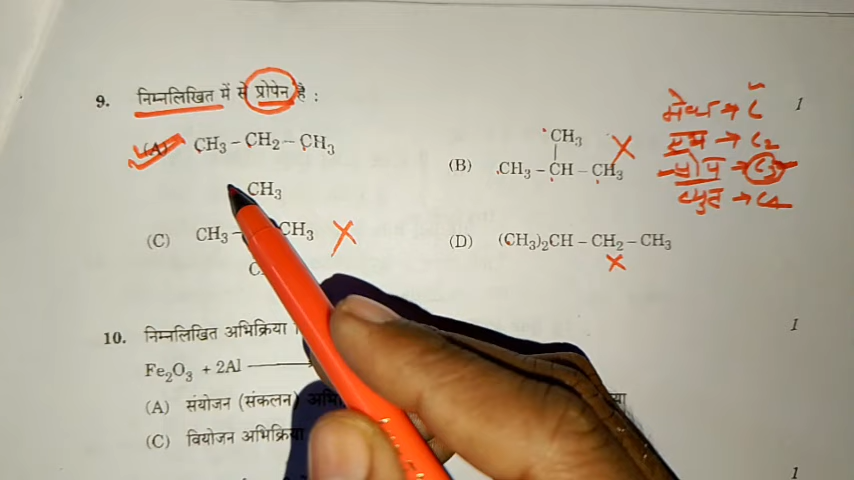 9. निम्नलिखित में से प्रोपेन है : 1
(A) CH3 – CH2 – CH3
CH3
|
(B) CH3 – CH – CH3
CH3
(C) CH3 – CH3
(D) (CH3)2CH – CH2 – CH3
मेथ → C
एथ → C2
प्रोप → C3
ब्युट → C4
10. निम्नलिखित अभिक्रिया 1
Fe2O3 + 2Al
(A) संयोजन (संकलन)
(C) वियोजन अभिक्रिया
1